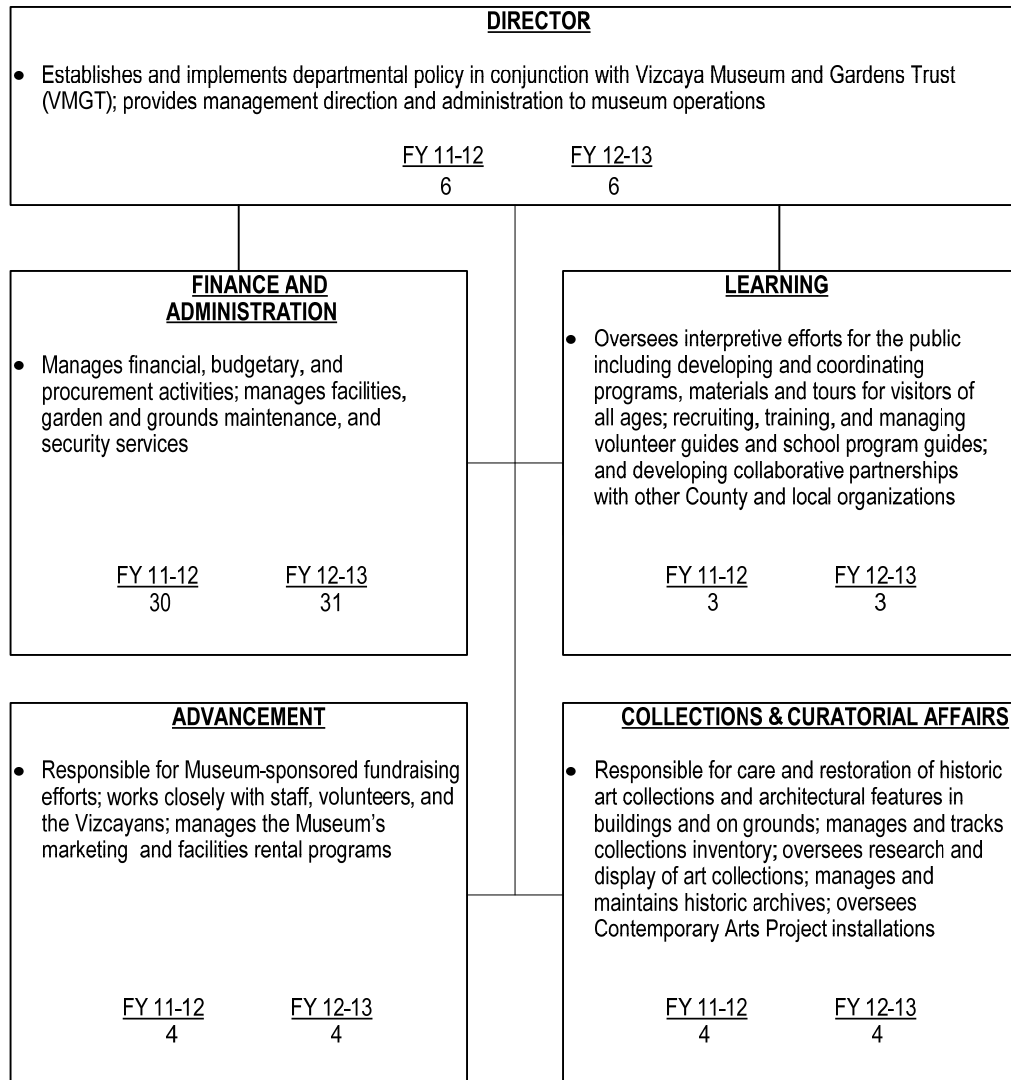 DIRECTOR
• Establishes and implements departmental policy in conjunction with Vizcaya Museum and Gardens Trust
(VMGT); provides management direction and administration to museum operations
FY 11-12 FY 12-13
6 6
FINANCE AND
ADMINISTRATION
• Manages financial, budgetary, and
procurement activities; manages facilities,
garden and grounds maintenance, and
security services
FY 11-12 FY 12-13
30 31
LEARNING
• Oversees interpretive efforts for the public
including developing and coordinating
programs, materials and tours for visitors of
all ages; recruiting, training, and managing
volunteer guides and school program guides;
and developing collaborative partnerships
with other County and local organizations
FY 11-12 FY 12-13
3 3
ADVANCEMENT
• Responsible for Museum-sponsored fundraising
efforts; works closely with staff, volunteers, and
the Vizcayans; manages the Museum's
marketing and facilities rental programs
FY 11-12 FY 12-13
4 4
COLLECTIONS & CURATORIAL AFFAIRS
• Responsible for care and restoration of historic
art collections and architectural features in
buildings and on grounds; manages and tracks
collections inventory; oversees research and
display of art collections; manages and
maintains historic archives; oversees
Contemporary Arts Project installations
FY 11-12 FY 12-13
4 4